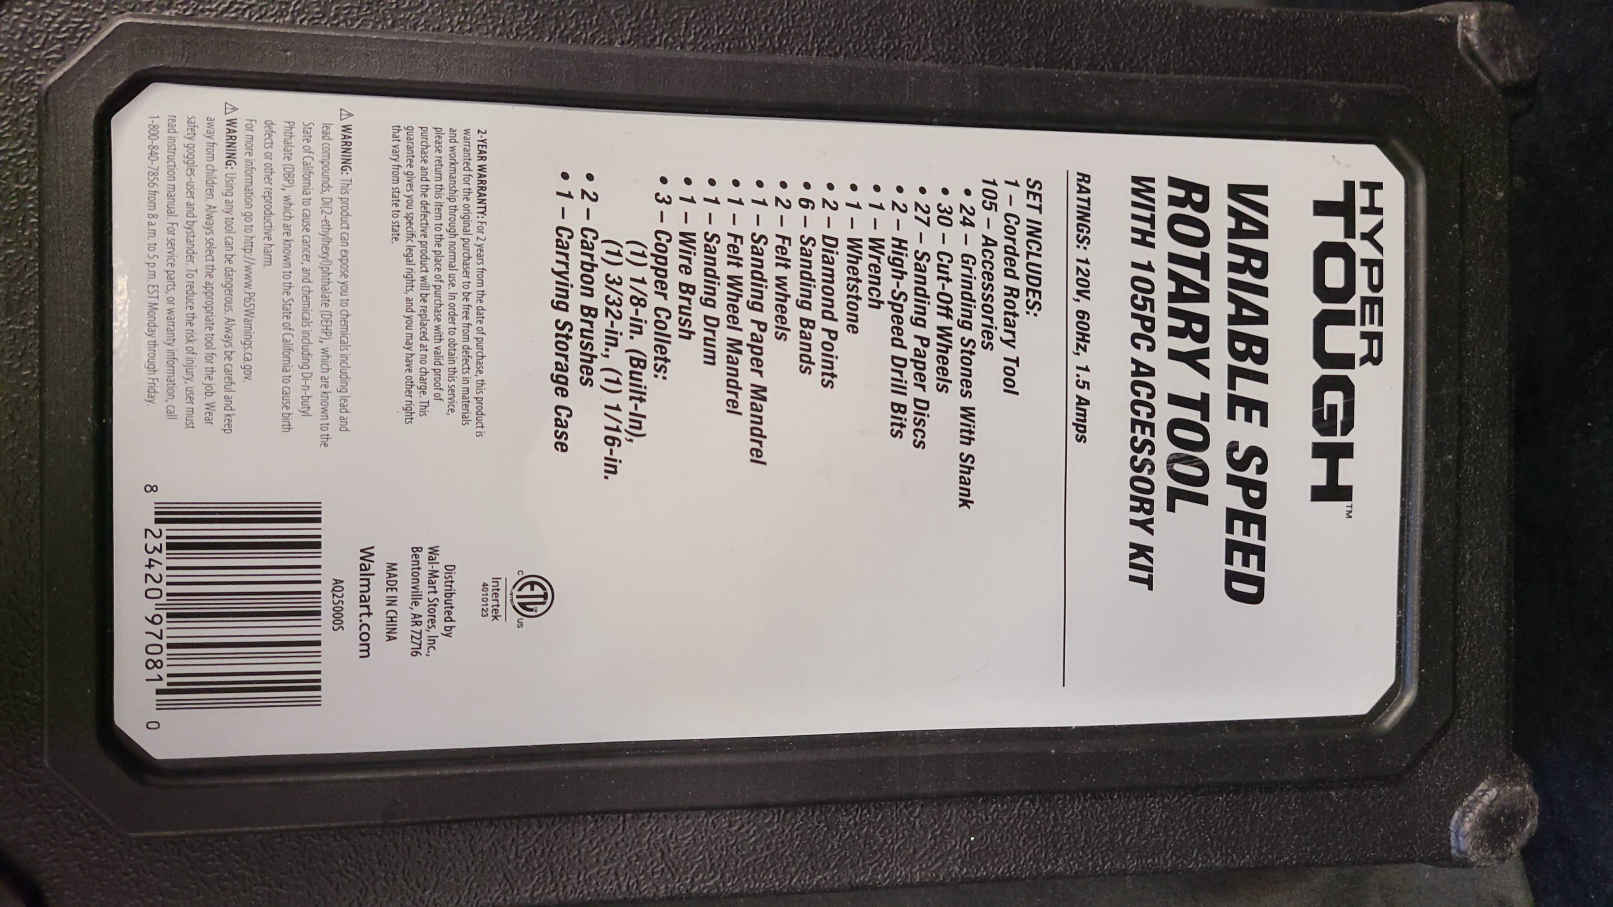 HYPER
TOUGH™
VARIABLE SPEED
ROTARY TOOL
WITH 105PC ACCESSORY KIT
RATINGS: 120V, 60Hz, 1.5 Amps
SET INCLUDES:
1 – Corded Rotary Tool
105 – Accessories
• 24 – Grinding Stones With Shank
• 30 – Cut-Off Wheels
• 27 – Sanding Paper Discs
• 2 – High-Speed Drill Bits
• 1 – Wrench
• 1 – Whetstone
• 2 – Diamond Points
• 6 – Sanding Bands
• 2 – Felt wheels
• 1 – Sanding Paper Mandrel
• 1 – Felt Wheel Mandrel
• 1 – Sanding Drum
• 1 – Wire Brush
• 3 – Copper Collets:
(1) 1/8-in. (Built-In),
(1) 3/32-in., (1) 1/16-in.
• 2 – Carbon Brushes
• 1 – Carrying Storage Case
2-YEAR WARRANTY: For 2 years from the date of purchase, this product is
warranted for the original purchaser to be free from defects in materials
and workmanship through normal use. In order to obtain this service,
please return this item to the place of purchase with valid proof of
purchase and the defective product will be replaced at no charge. This
guarantee gives you specific legal rights, and you may have other rights
that vary from state to state.
⚠ WARNING: This product can expose you to chemicals including lead and
lead compounds, Di(2-ethylhexyl)phthalate (DEHP), which are known to the
State of California to cause cancer, and chemicals including Di-n-butyl
Phthalate (DBP), which are known to the State of California to cause birth
defects or other reproductive harm.
For more information go to http://www.P65Warnings.ca.gov.
⚠ WARNING: Using any tool can be dangerous. Always be careful and keep
away from children. Always select the appropriate tool for the job. Wear
safety goggles-user and bystander. To reduce the risk of injury, user must
read instruction manual. For service parts, or warranty information, call
1-800-840-7856 from 8 a.m. to 5 p.m. EST Monday through Friday.
ETL
C US
Intertek
4010123
Distributed by
Wal-Mart Stores, Inc.,
Bentonville, AR 72716
MADE IN CHINA
Walmart.com
AQ25000S
8 23420 97081 0